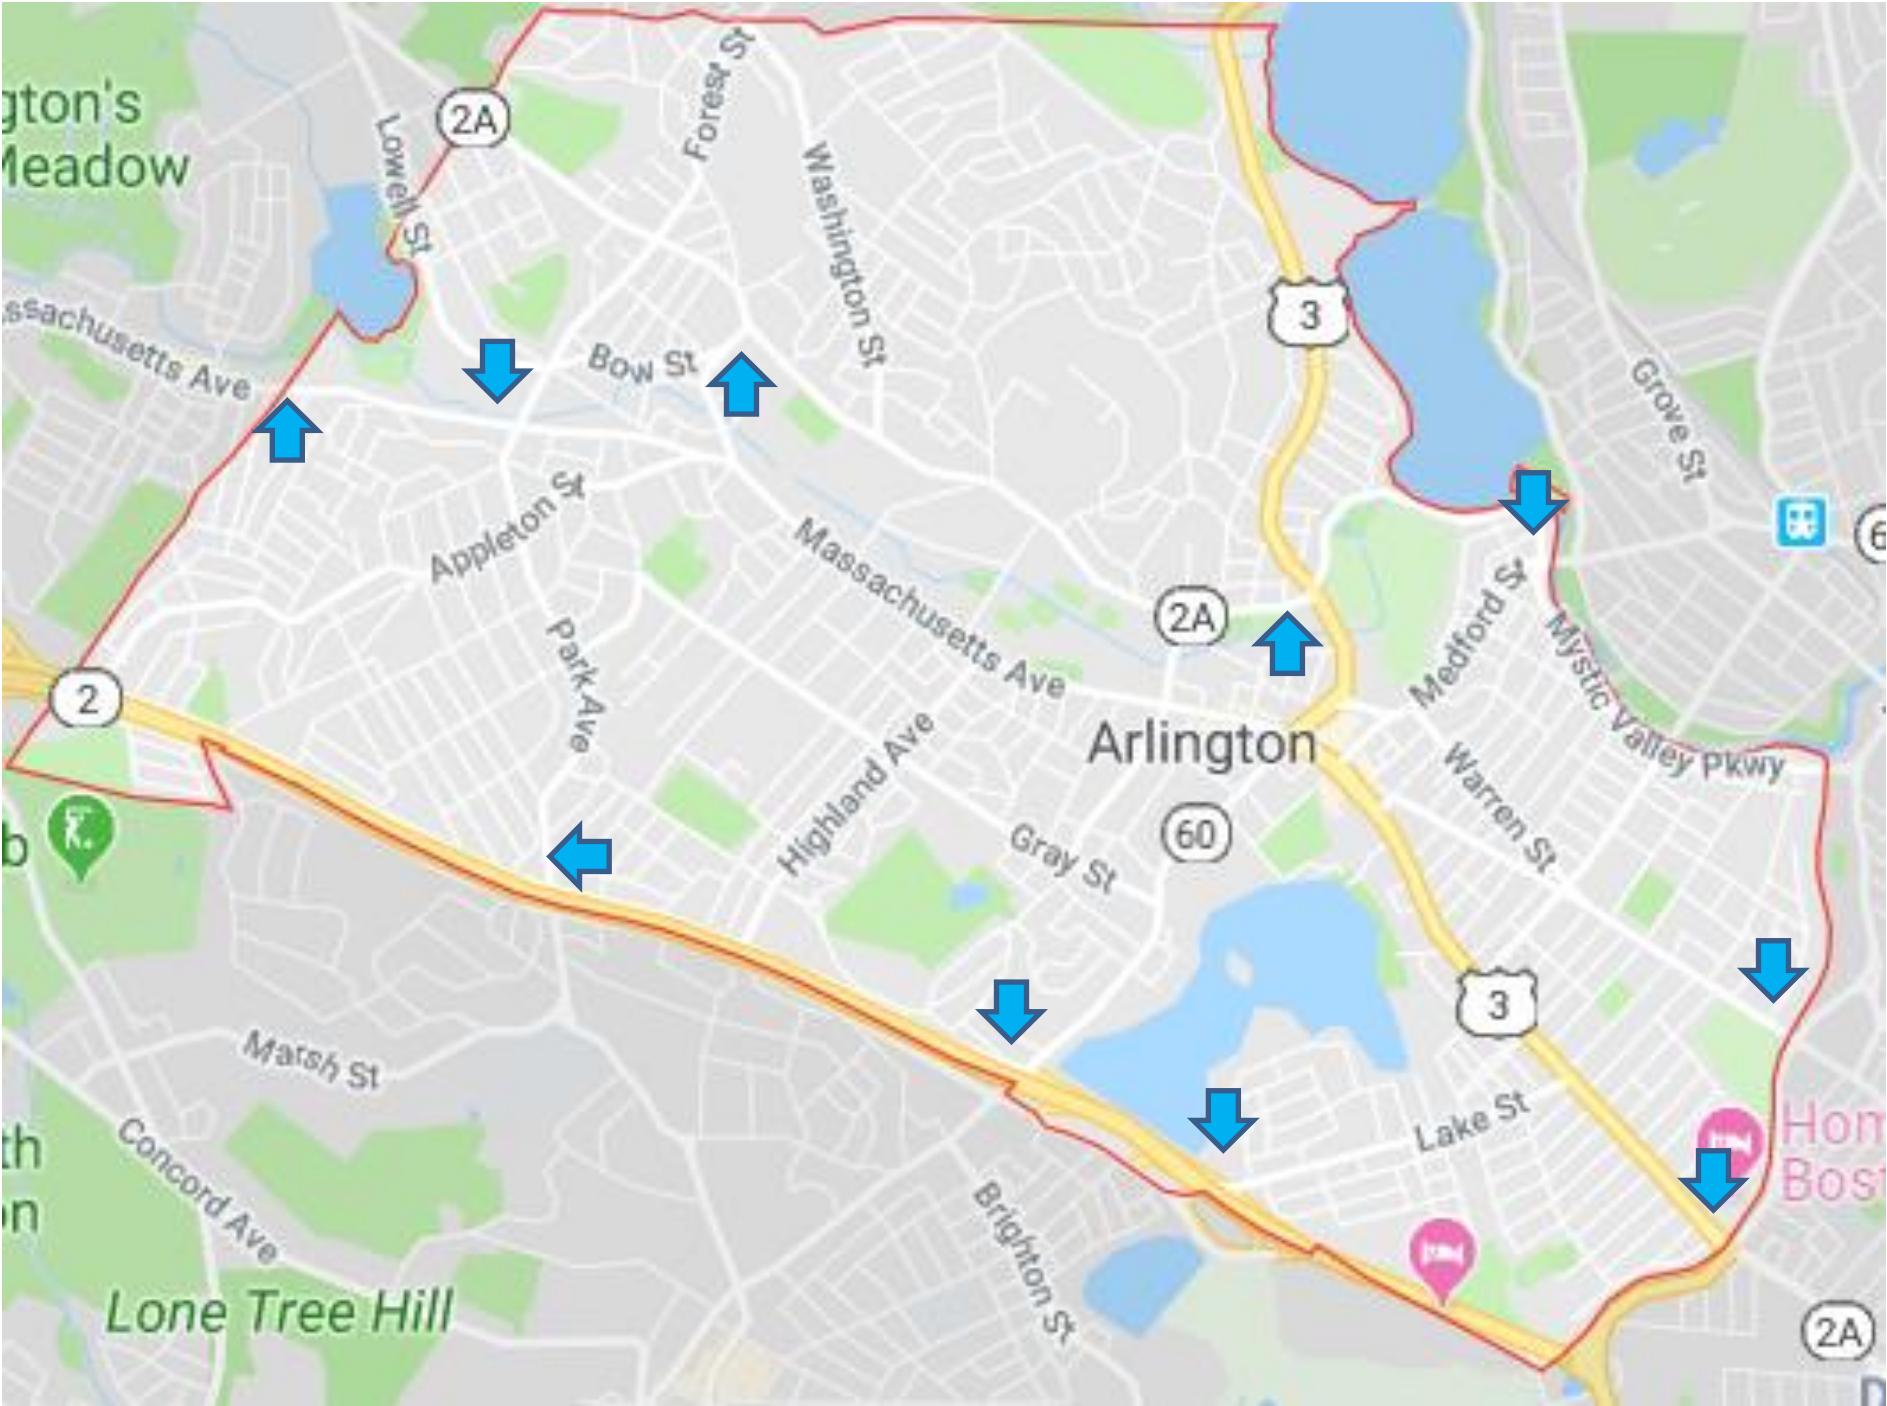 gton's
Meadow
2A
Forest St
Lowell St
Washington St
3
ssachusetts Ave
Bow St
Grove St
Appleton St
Massachusetts Ave
6
2A
Medford St
Park Ave
Mystic Valley Pkwy
2
Arlington
Highland Ave
Warren St
60
Gray St
b
3
Marsh St
Lake St
Hom
Bost
th
on
Concord Ave
Brighton St
Lone Tree Hill
2A
D